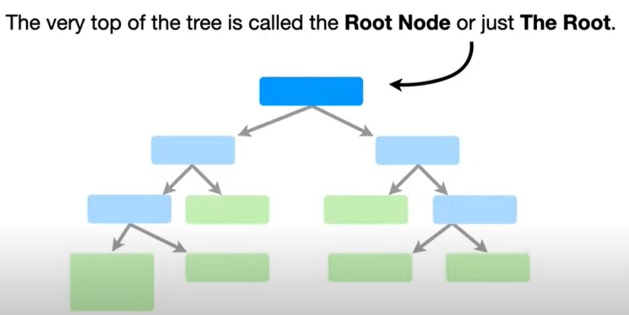 The very top of the tree is called the Root Node or just The Root.